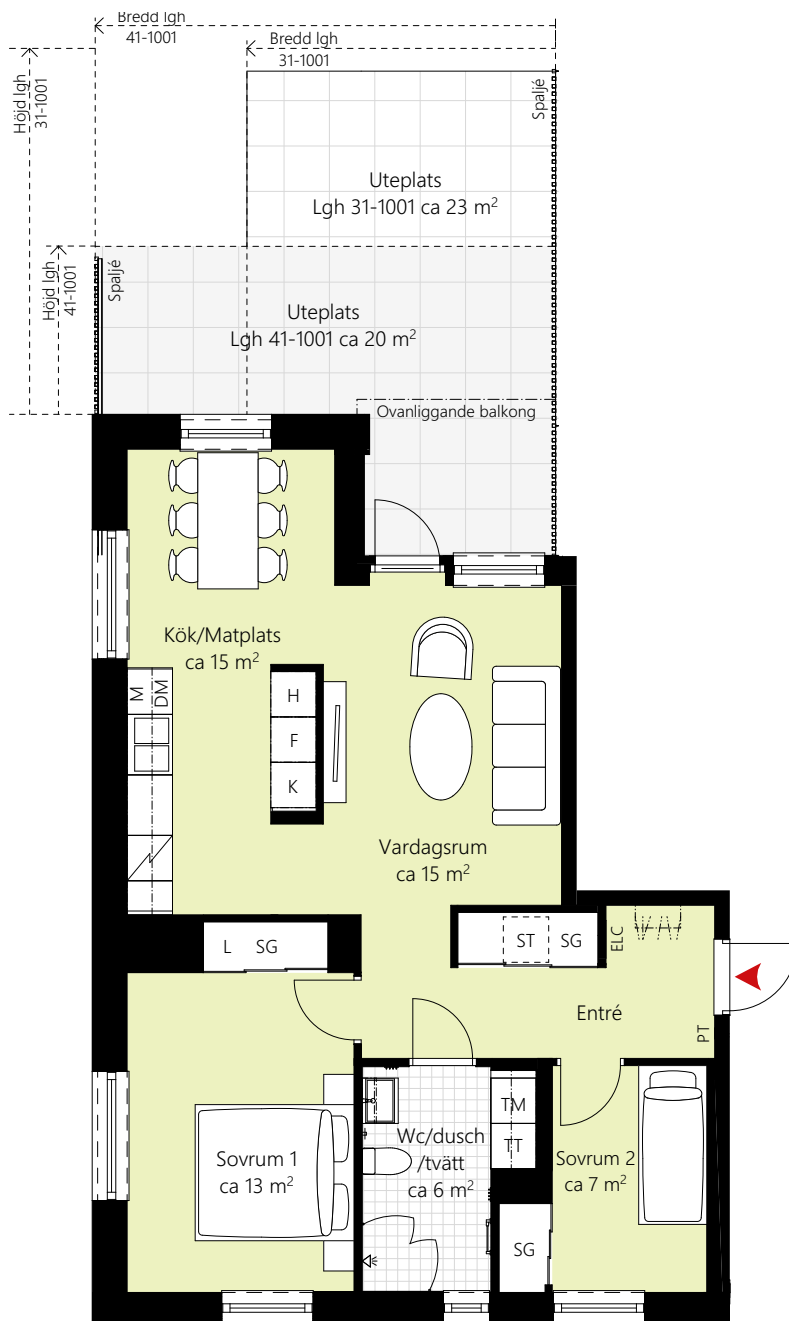 Bredd lgh
41-1001
Bredd lgh
31-1001
Höjd lgh
31-1001
Spaljé
Uteplats
Lgh 31-1001 ca 23 m²
Höjd lgh
41-1001
Spaljé
Uteplats
Lgh 41-1001 ca 20 m²
Ovanliggande balkong
Kök/Matplats
ca 15 m²
M
DM
H
F
K
Vardagsrum
ca 15 m²
L SG
ST SG
ELC
Entré
PT
TM
TT
Wc/dusch
/tvätt
ca 6 m²
Sovrum 1
ca 13 m²
Sovrum 2
ca 7 m²
SG